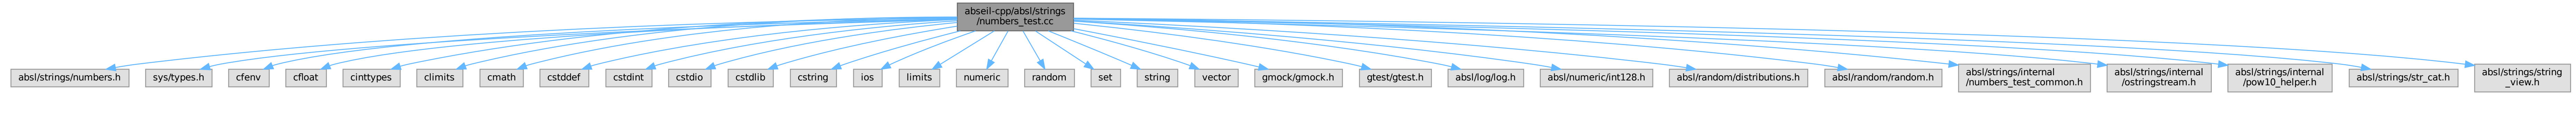 abseil-cpp/absl/strings
/numbers_test.cc
absl/strings/numbers.h
sys/types.h
cfenv
cfloat
cinttypes
climits
cmath
cstddef
cstdint
cstdio
cstdlib
cstring
ios
limits
numeric
random
set
string
vector
gmock/gmock.h
gtest/gtest.h
absl/log/log.h
absl/numeric/int128.h
absl/random/distributions.h
absl/random/random.h
absl/strings/internal
/numbers_test_common.h
absl/strings/internal
/ostringstream.h
absl/strings/internal
/pow10_helper.h
absl/strings/str_cat.h
absl/strings/string
_view.h